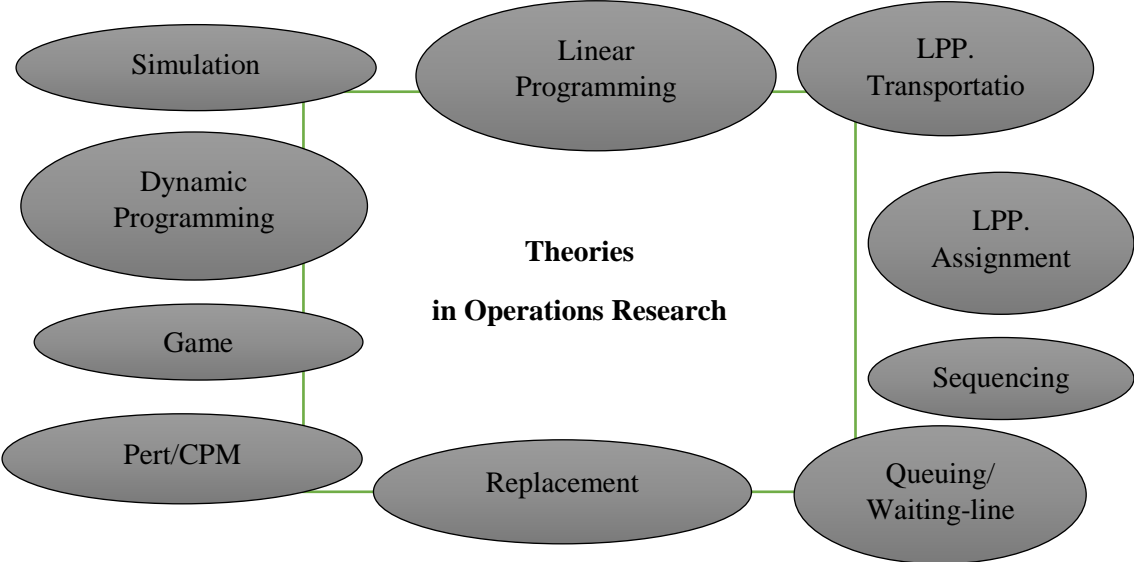 Simulation
Linear
Programming
LPP.
Transportatio
Dynamic
Programming
LPP.
Assignment
Theories
in Operations Research
Game
Sequencing
Pert/CPM
Replacement
Queuing/
Waiting-line